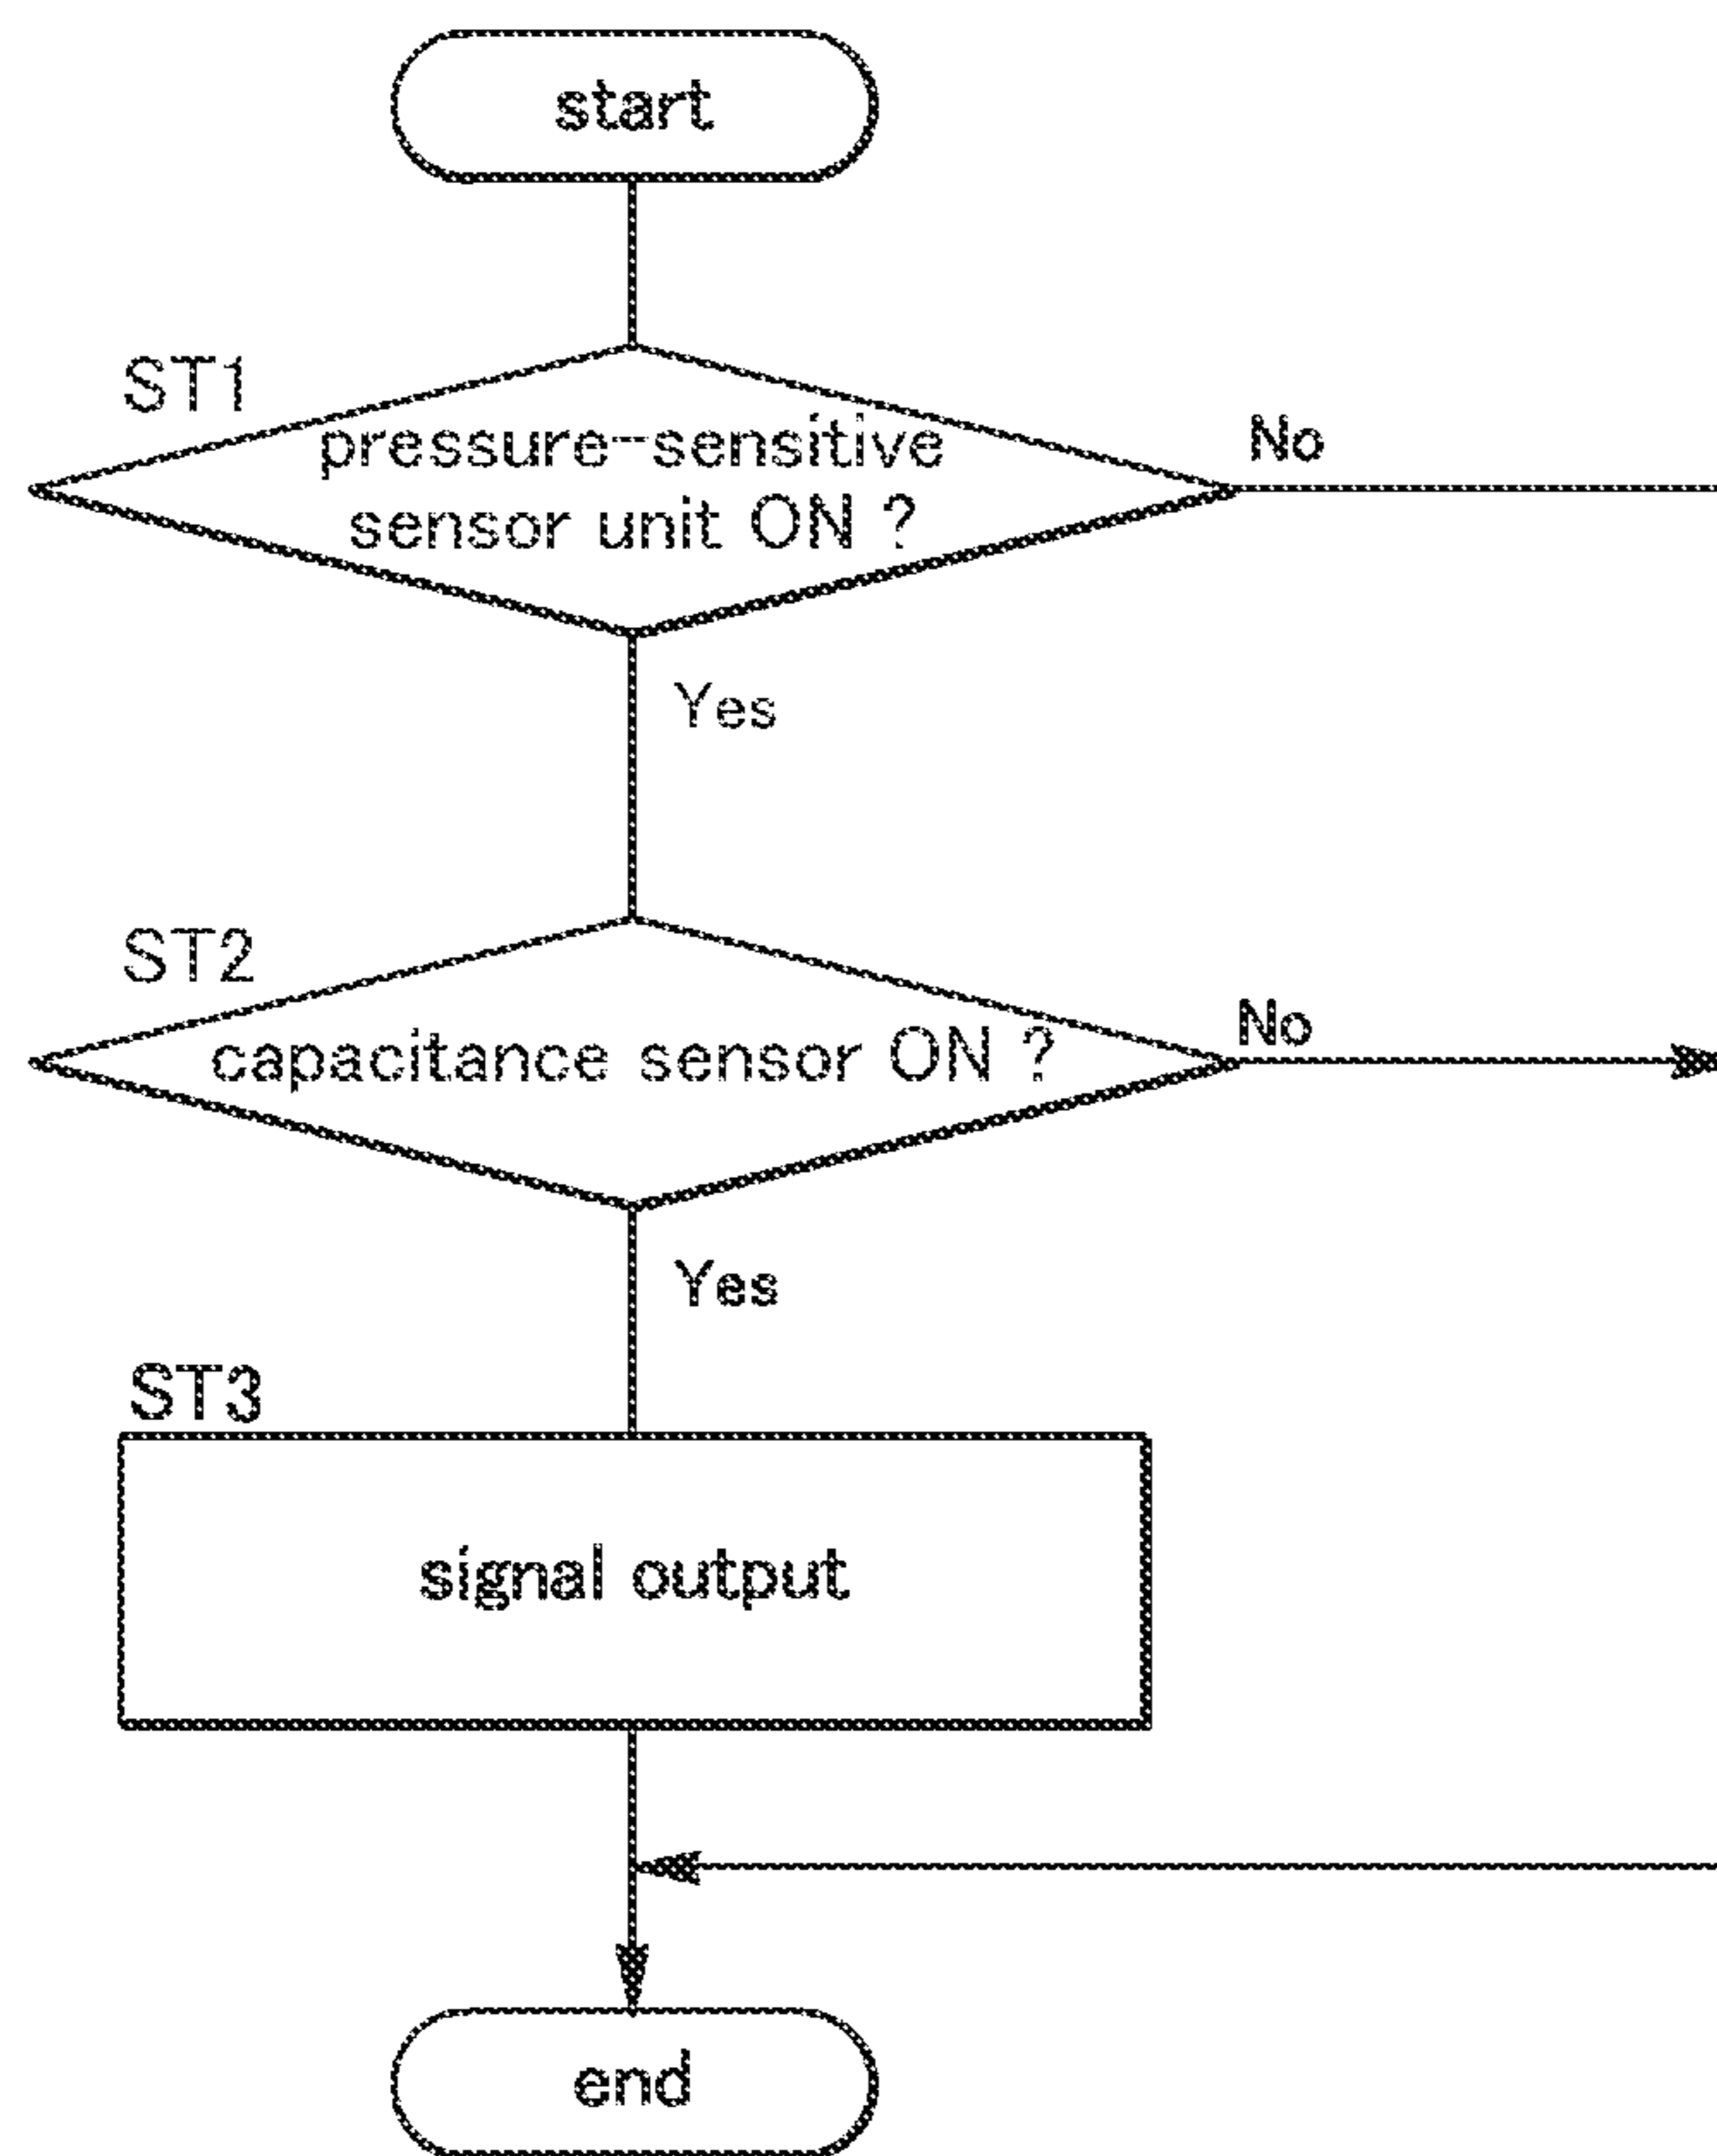 start
ST1
pressure-sensitive
sensor unit ON ?
No
Yes
ST2
capacitance sensor ON ?
No
Yes
ST3
signal output
end